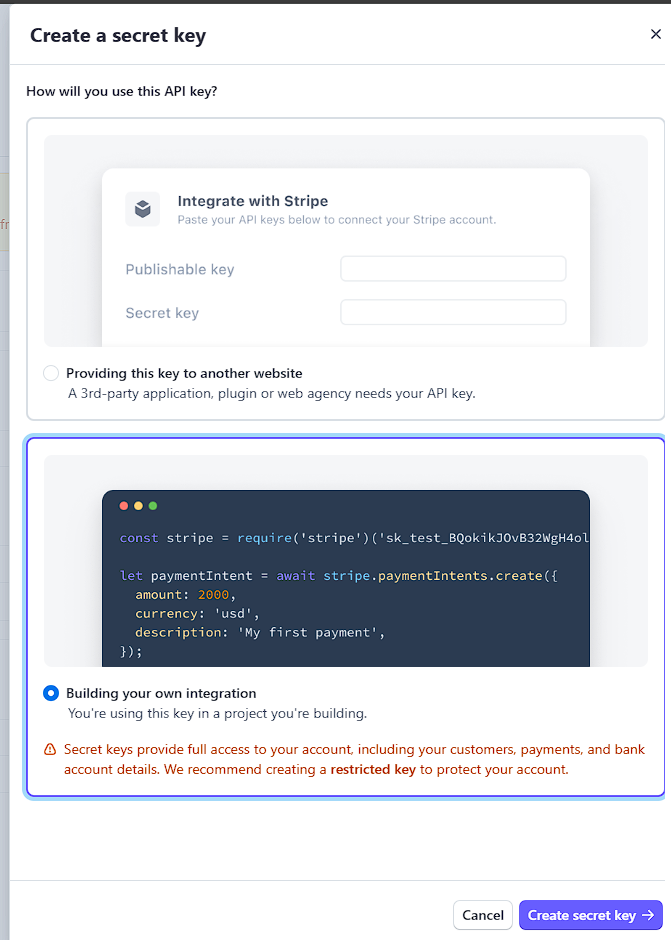 Create a secret key
How will you use this API key?
Integrate with Stripe
Paste your API keys below to connect your Stripe account.
Publishable key
Secret key
Providing this key to another website
A 3rd-party application, plugin or web agency needs your API key.
const stripe = require('stripe')('sk_test_BQokikJOvB32WgH4ol
let paymentIntent = await stripe.paymentIntents.create({
amount: 2000,
currency: 'usd',
description: 'My first payment',
});
Building your own integration
You're using this key in a project you're building.
Secret keys provide full access to your account, including your customers, payments, and bank
account details. We recommend creating a restricted key to protect your account.
Cancel
Create secret key →